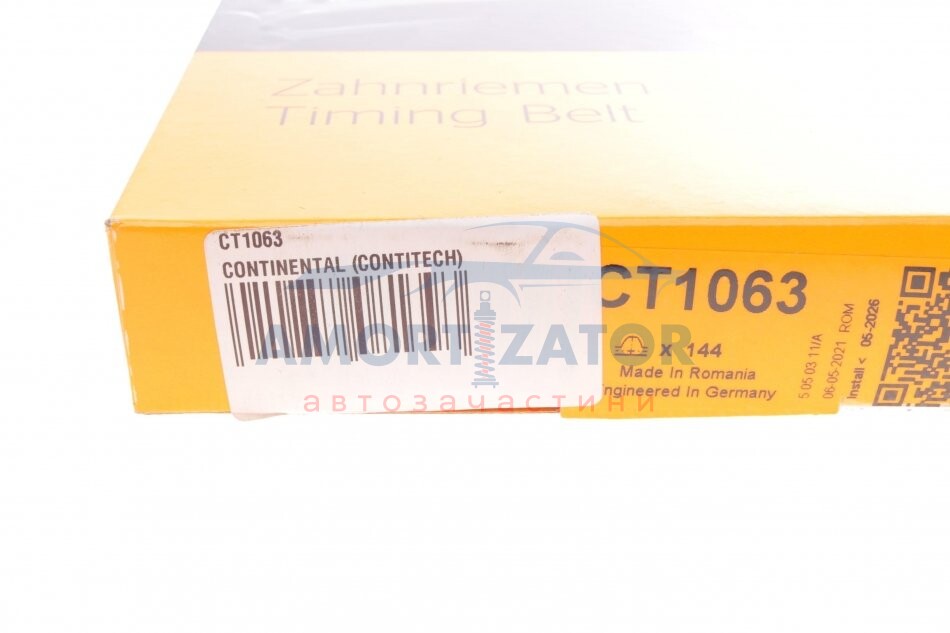 Zahnriemen
Timing Belt
CT1063
CONTINENTAL (CONTITECH)
CT1063
x 144
Made In Romania
Engineered In Germany
5 05 03 11/A
06-05-2021 ROM
Install < 05-2026
AMORTIZATOR
автозапчастини